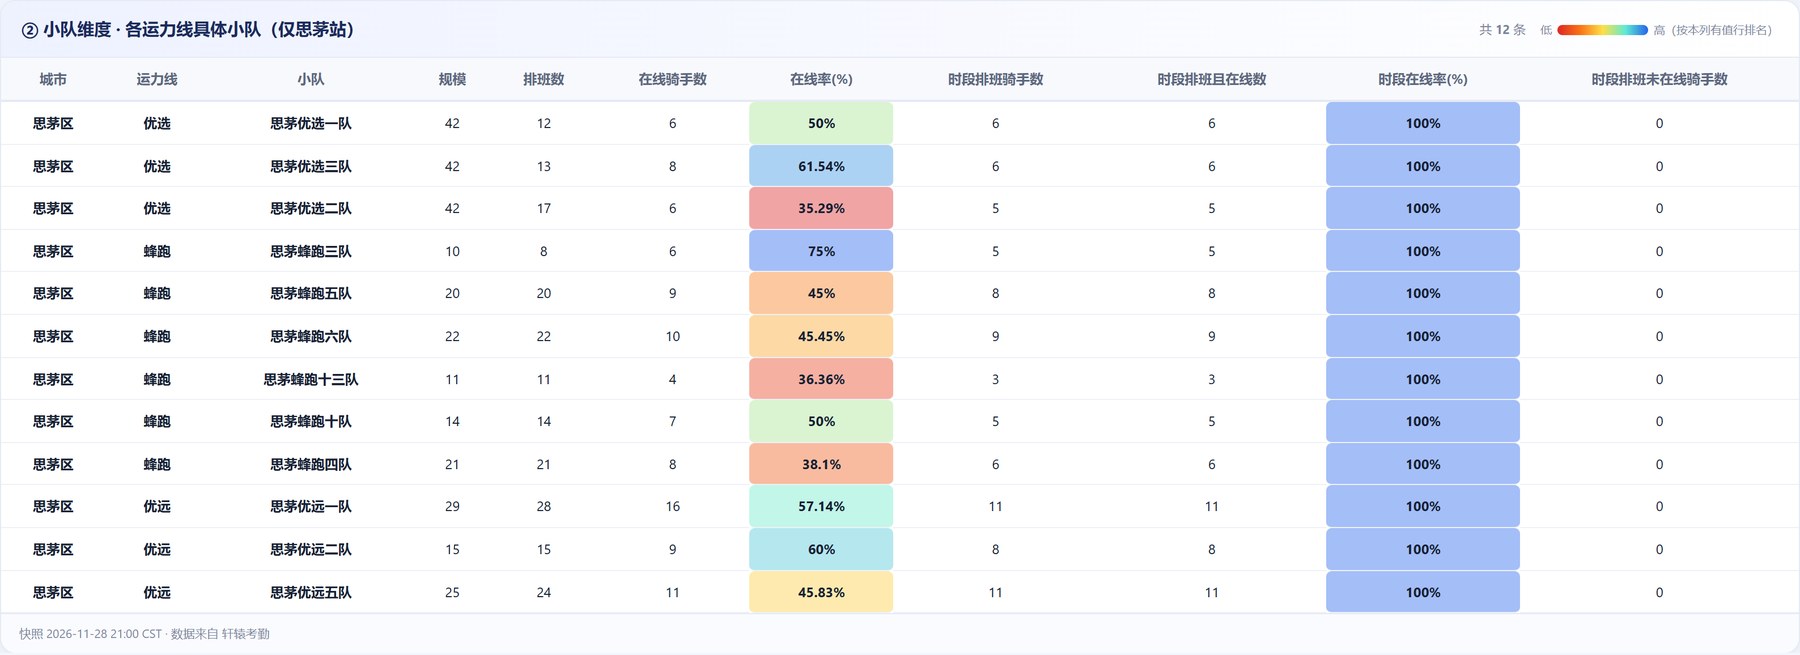 ② 小队维度 · 各运力线具体小队（仅思茅站）
共 12 条 低 高 (按本列有值行排名)
城市 运力线 小队 规模 排班数 在线骑手数 在线率(%) 时段排班骑手数 时段排班且在线数 时段在线率(%) 时段排班未在线骑手数
思茅区 优选 思茅优选一队 42 12 6 50% 6 6 100% 0
思茅区 优选 思茅优选三队 42 13 8 61.54% 6 6 100% 0
思茅区 优选 思茅优选二队 42 17 6 35.29% 5 5 100% 0
思茅区 蜂跑 思茅蜂跑三队 10 8 6 75% 5 5 100% 0
思茅区 蜂跑 思茅蜂跑五队 20 20 9 45% 8 8 100% 0
思茅区 蜂跑 思茅蜂跑六队 22 22 10 45.45% 9 9 100% 0
思茅区 蜂跑 思茅蜂跑十三队 11 11 4 36.36% 3 3 100% 0
思茅区 蜂跑 思茅蜂跑十队 14 14 7 50% 5 5 100% 0
思茅区 蜂跑 思茅蜂跑四队 21 21 8 38.1% 6 6 100% 0
思茅区 优远 思茅优远一队 29 28 16 57.14% 11 11 100% 0
思茅区 优远 思茅优远二队 15 15 9 60% 8 8 100% 0
思茅区 优远 思茅优远五队 25 24 11 45.83% 11 11 100% 0
快照 2026-11-28 21:00 CST · 数据来自 轩辕考勤